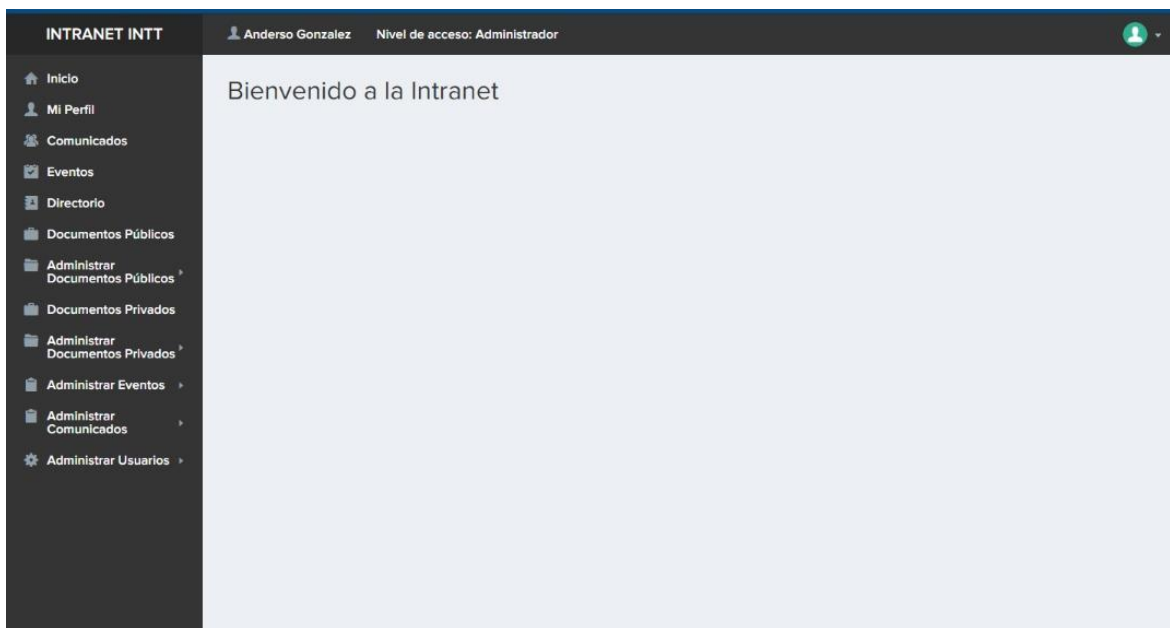 INTRANET INTT
Anderso Gonzalez Nivel de acceso: Administrador
Bienvenido a la Intranet
Inicio
Mi Perfil
Comunicados
Eventos
Directorio
Documentos Públicos
Administrar
Documentos Públicos
Documentos Privados
Administrar
Documentos Privados
Administrar Eventos
Administrar
Comunicados
Administrar Usuarios